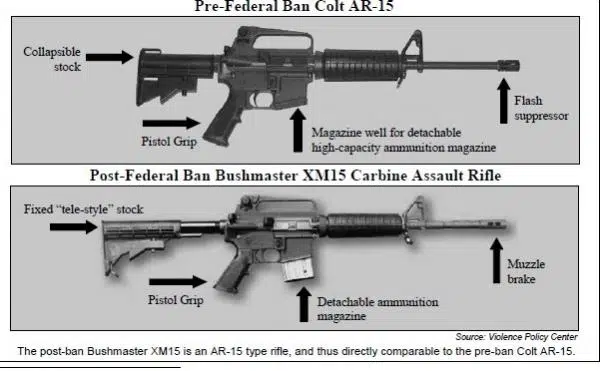 Pre-Federal Ban Colt AR-15
Collapsible
stock
Pistol Grip
Magazine well for detachable
high-capacity ammunition magazine
Flash
suppressor
Post-Federal Ban Bushmaster XM15 Carbine Assault Rifle
Fixed “tele-style” stock
Pistol Grip
Detachable ammunition
magazine
Muzzle
brake
Source: Violence Policy Center
The post-ban Bushmaster XM15 is an AR-15 type rifle, and thus directly comparable to the pre-ban Colt AR-15.